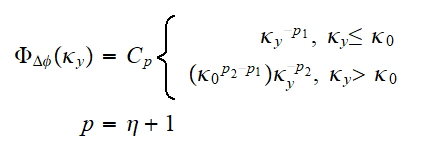 Φ_{Δϕ}(κ_y) = C_p { κ_y^{-p_1}, κ_y ≤ κ_0
(κ_0^{p_2-p_1})κ_y^{-p_2}, κ_y > κ_0
p = η + 1